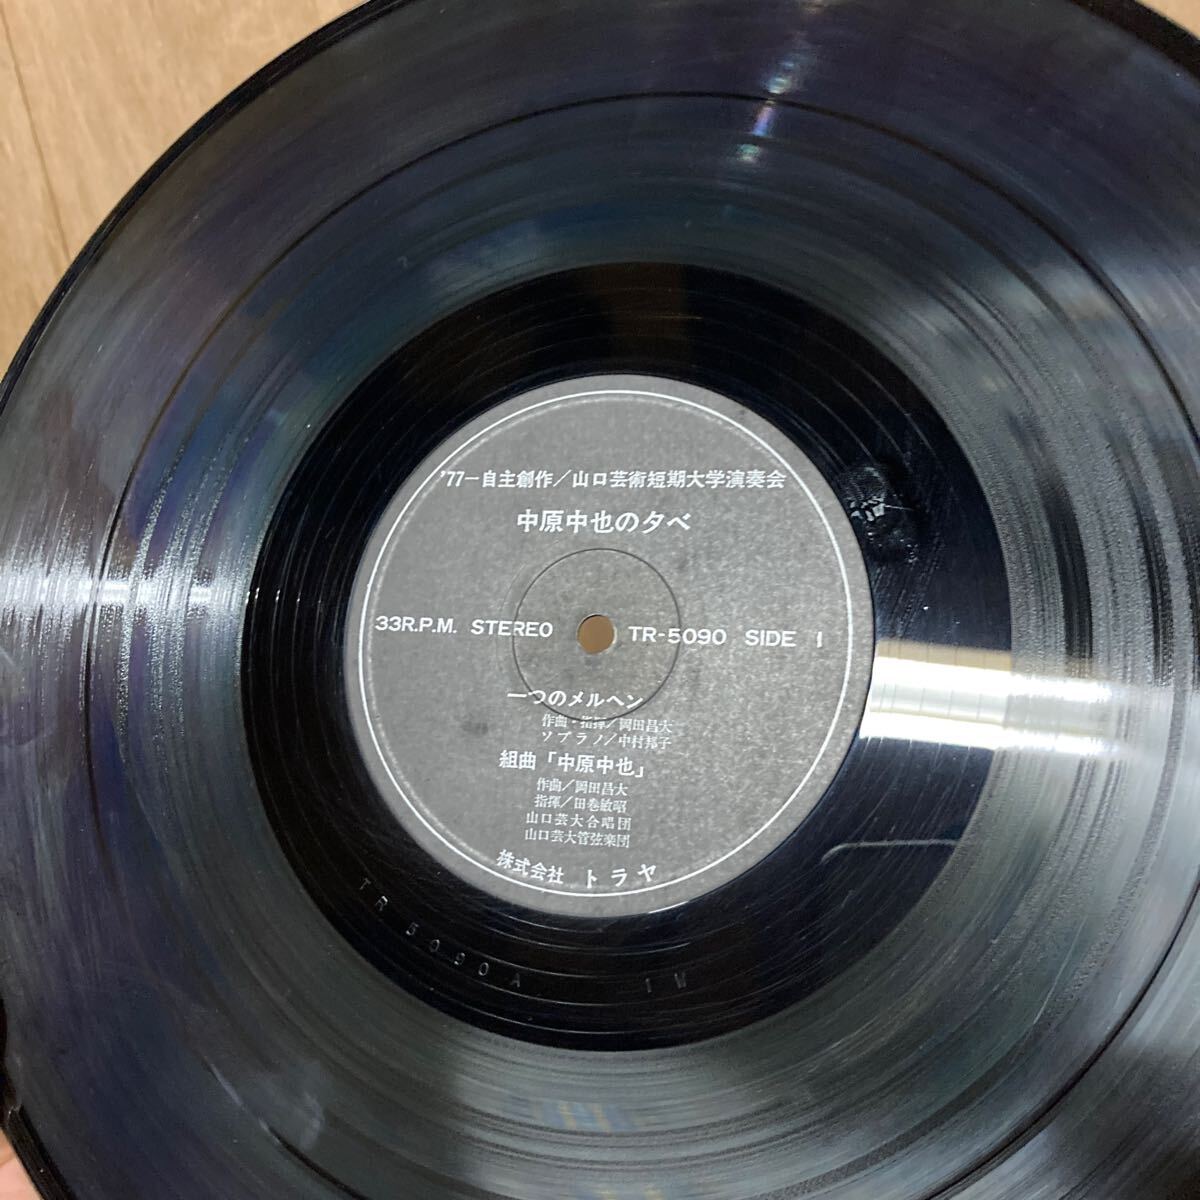 '77－自主創作／山口芸術短期大学演奏会
中原中也の夕べ
33R.P.M. STEREO TR-5090 SIDE 1
一つのメルヘン
作曲・指揮／岡田昌大
ソプラノ／中村邦子
組曲「中原中也」
作曲／岡田昌大
指揮／田巻敏昭
山口芸大合唱団
山口芸大管弦楽団
株式会社 トラヤ
TR 5090A 1W